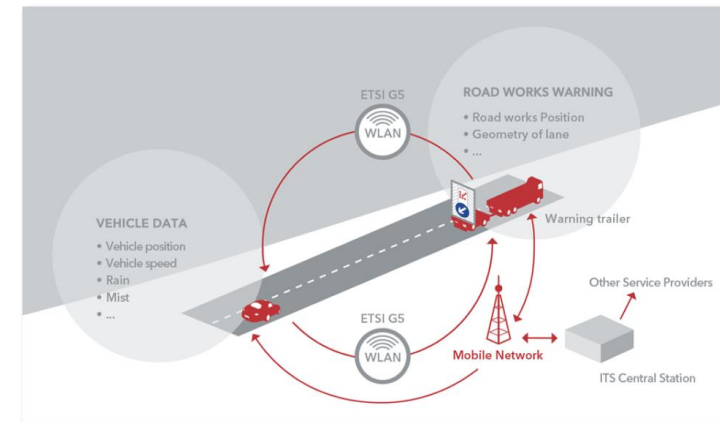 ETSI G5
WLAN
ROAD WORKS WARNING
• Road works Position
• Geometry of lane
• ...
VEHICLE DATA
• Vehicle position
• Vehicle speed
• Rain
• Mist
• ...
Warning trailer
ETSI G5
WLAN
Mobile Network
Other Service Providers
ITS Central Station